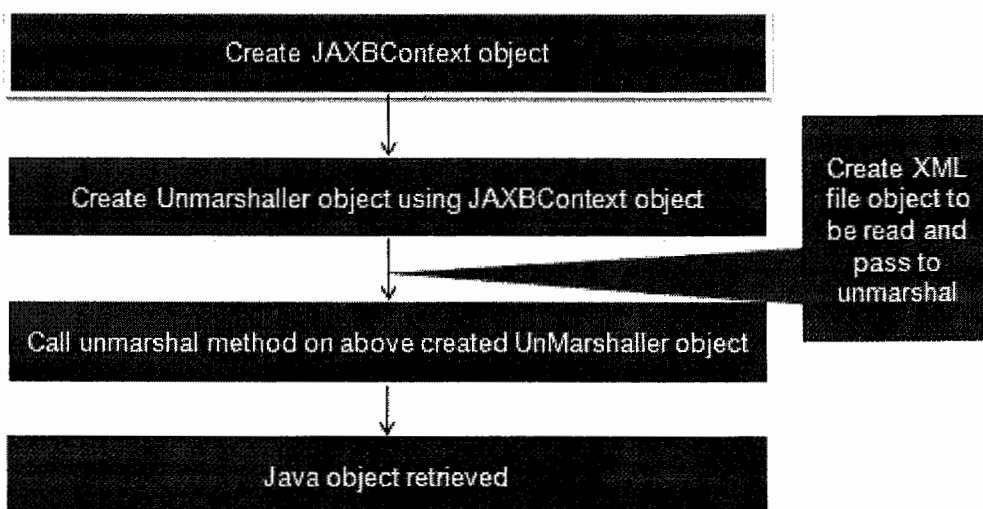 Create JAXBContext object
Create Unmarshaller object using JAXBContext object
Create XML
file object to
be read and
pass to
unmarshal
Call unmarshal method on above created UnMarshaller object
Java object retrieved